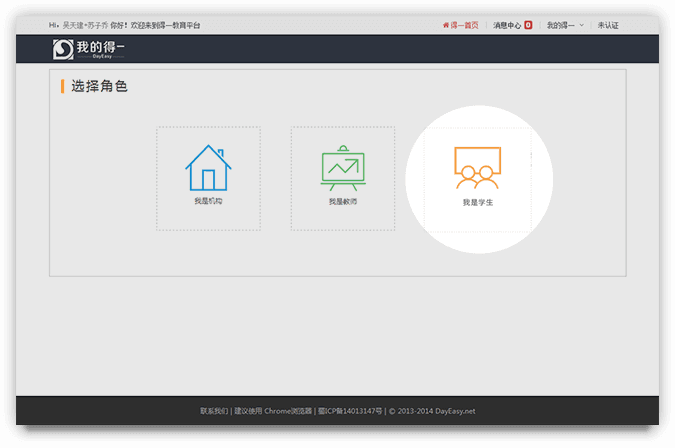 Hi，吴天建-苏子乔 你好！欢迎来到得一教育平台
得一首页 | 消息中心 0 | 我的得一 | 未认证
我的得一
DayEasy
选择角色
我是机构
我是教师
我是学生
联系我们 | 建议使用 Chrome浏览器 | 蜀ICP备14013147号 | © 2013-2014 DayEasy.net